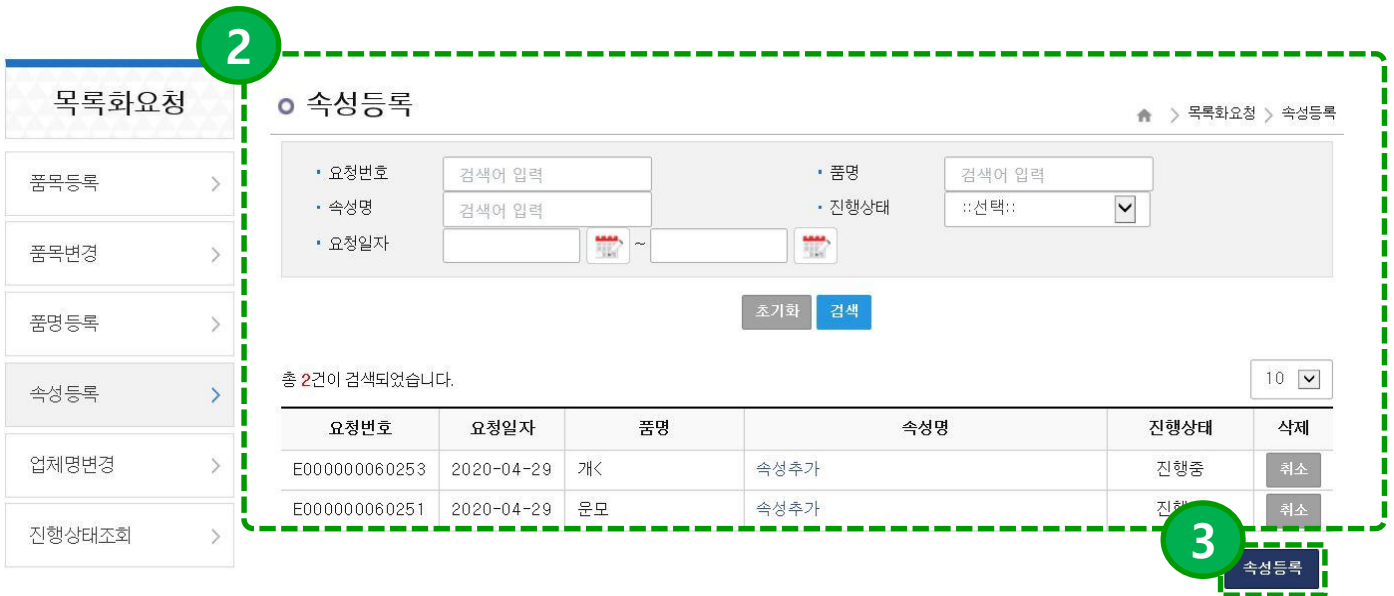 2
목록화요청
속성등록
> 목록화요청 > 속성등록
요청번호 검색어 입력 품명 검색어 입력
속성명 검색어 입력 진행상태 ::선택::
요청일자 ~
초기화 검색
총 2건이 검색되었습니다. 10
요청번호 요청일자 품명 속성명 진행상태 삭제
E000000060253 2020-04-29 개< 속성추가 진행중 취소
E000000060251 2020-04-29 운모 속성추가 취소
품목등록
품목변경
품명등록
속성등록
업체명변경
진행상태조회
3
속성등록